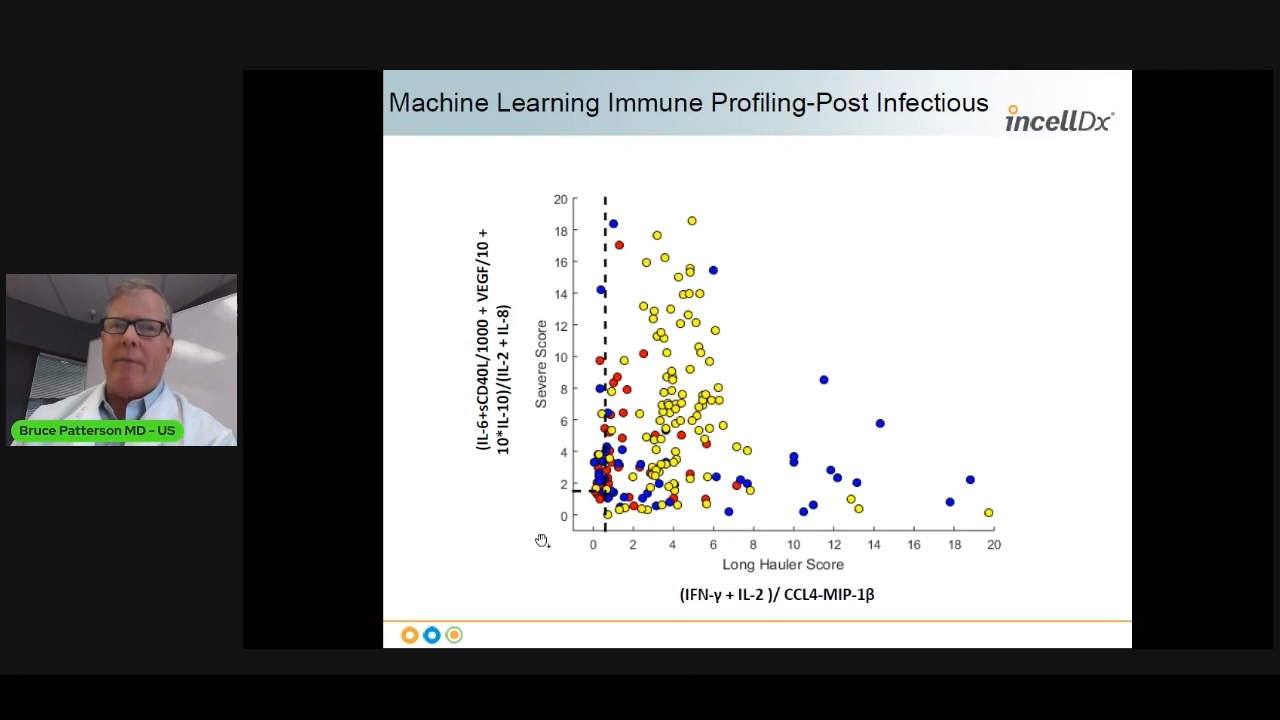 Machine Learning Immune Profiling-Post Infectious
incellDx
(IL-6+sCD40L/1000 + VEGF/10 +
10*IL-10)/(IL-2 + IL-8)
Severe Score
20
18
16
14
12
10
8
6
4
2
0
0 2 4 6 8 10 12 14 16 18 20
Long Hauler Score
(IFN-γ + IL-2 )/ CCL4-MIP-1β
Bruce Patterson MD - US